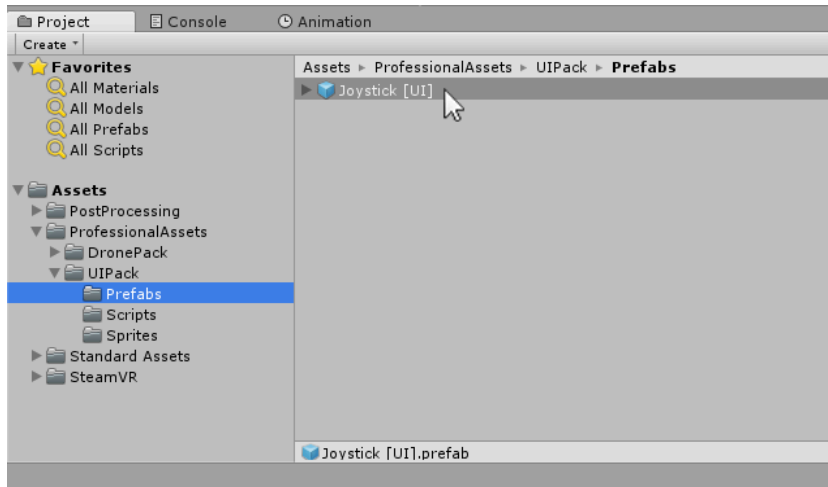 Project Console Animation
Create
Favorites
All Materials
All Models
All Prefabs
All Scripts
Assets
PostProcessing
ProfessionalAssets
DronePack
UIPack
Prefabs
Scripts
Sprites
Standard Assets
SteamVR
Assets ▸ ProfessionalAssets ▸ UIPack ▸ Prefabs
Joystick [UI]
Joystick [UI].prefab